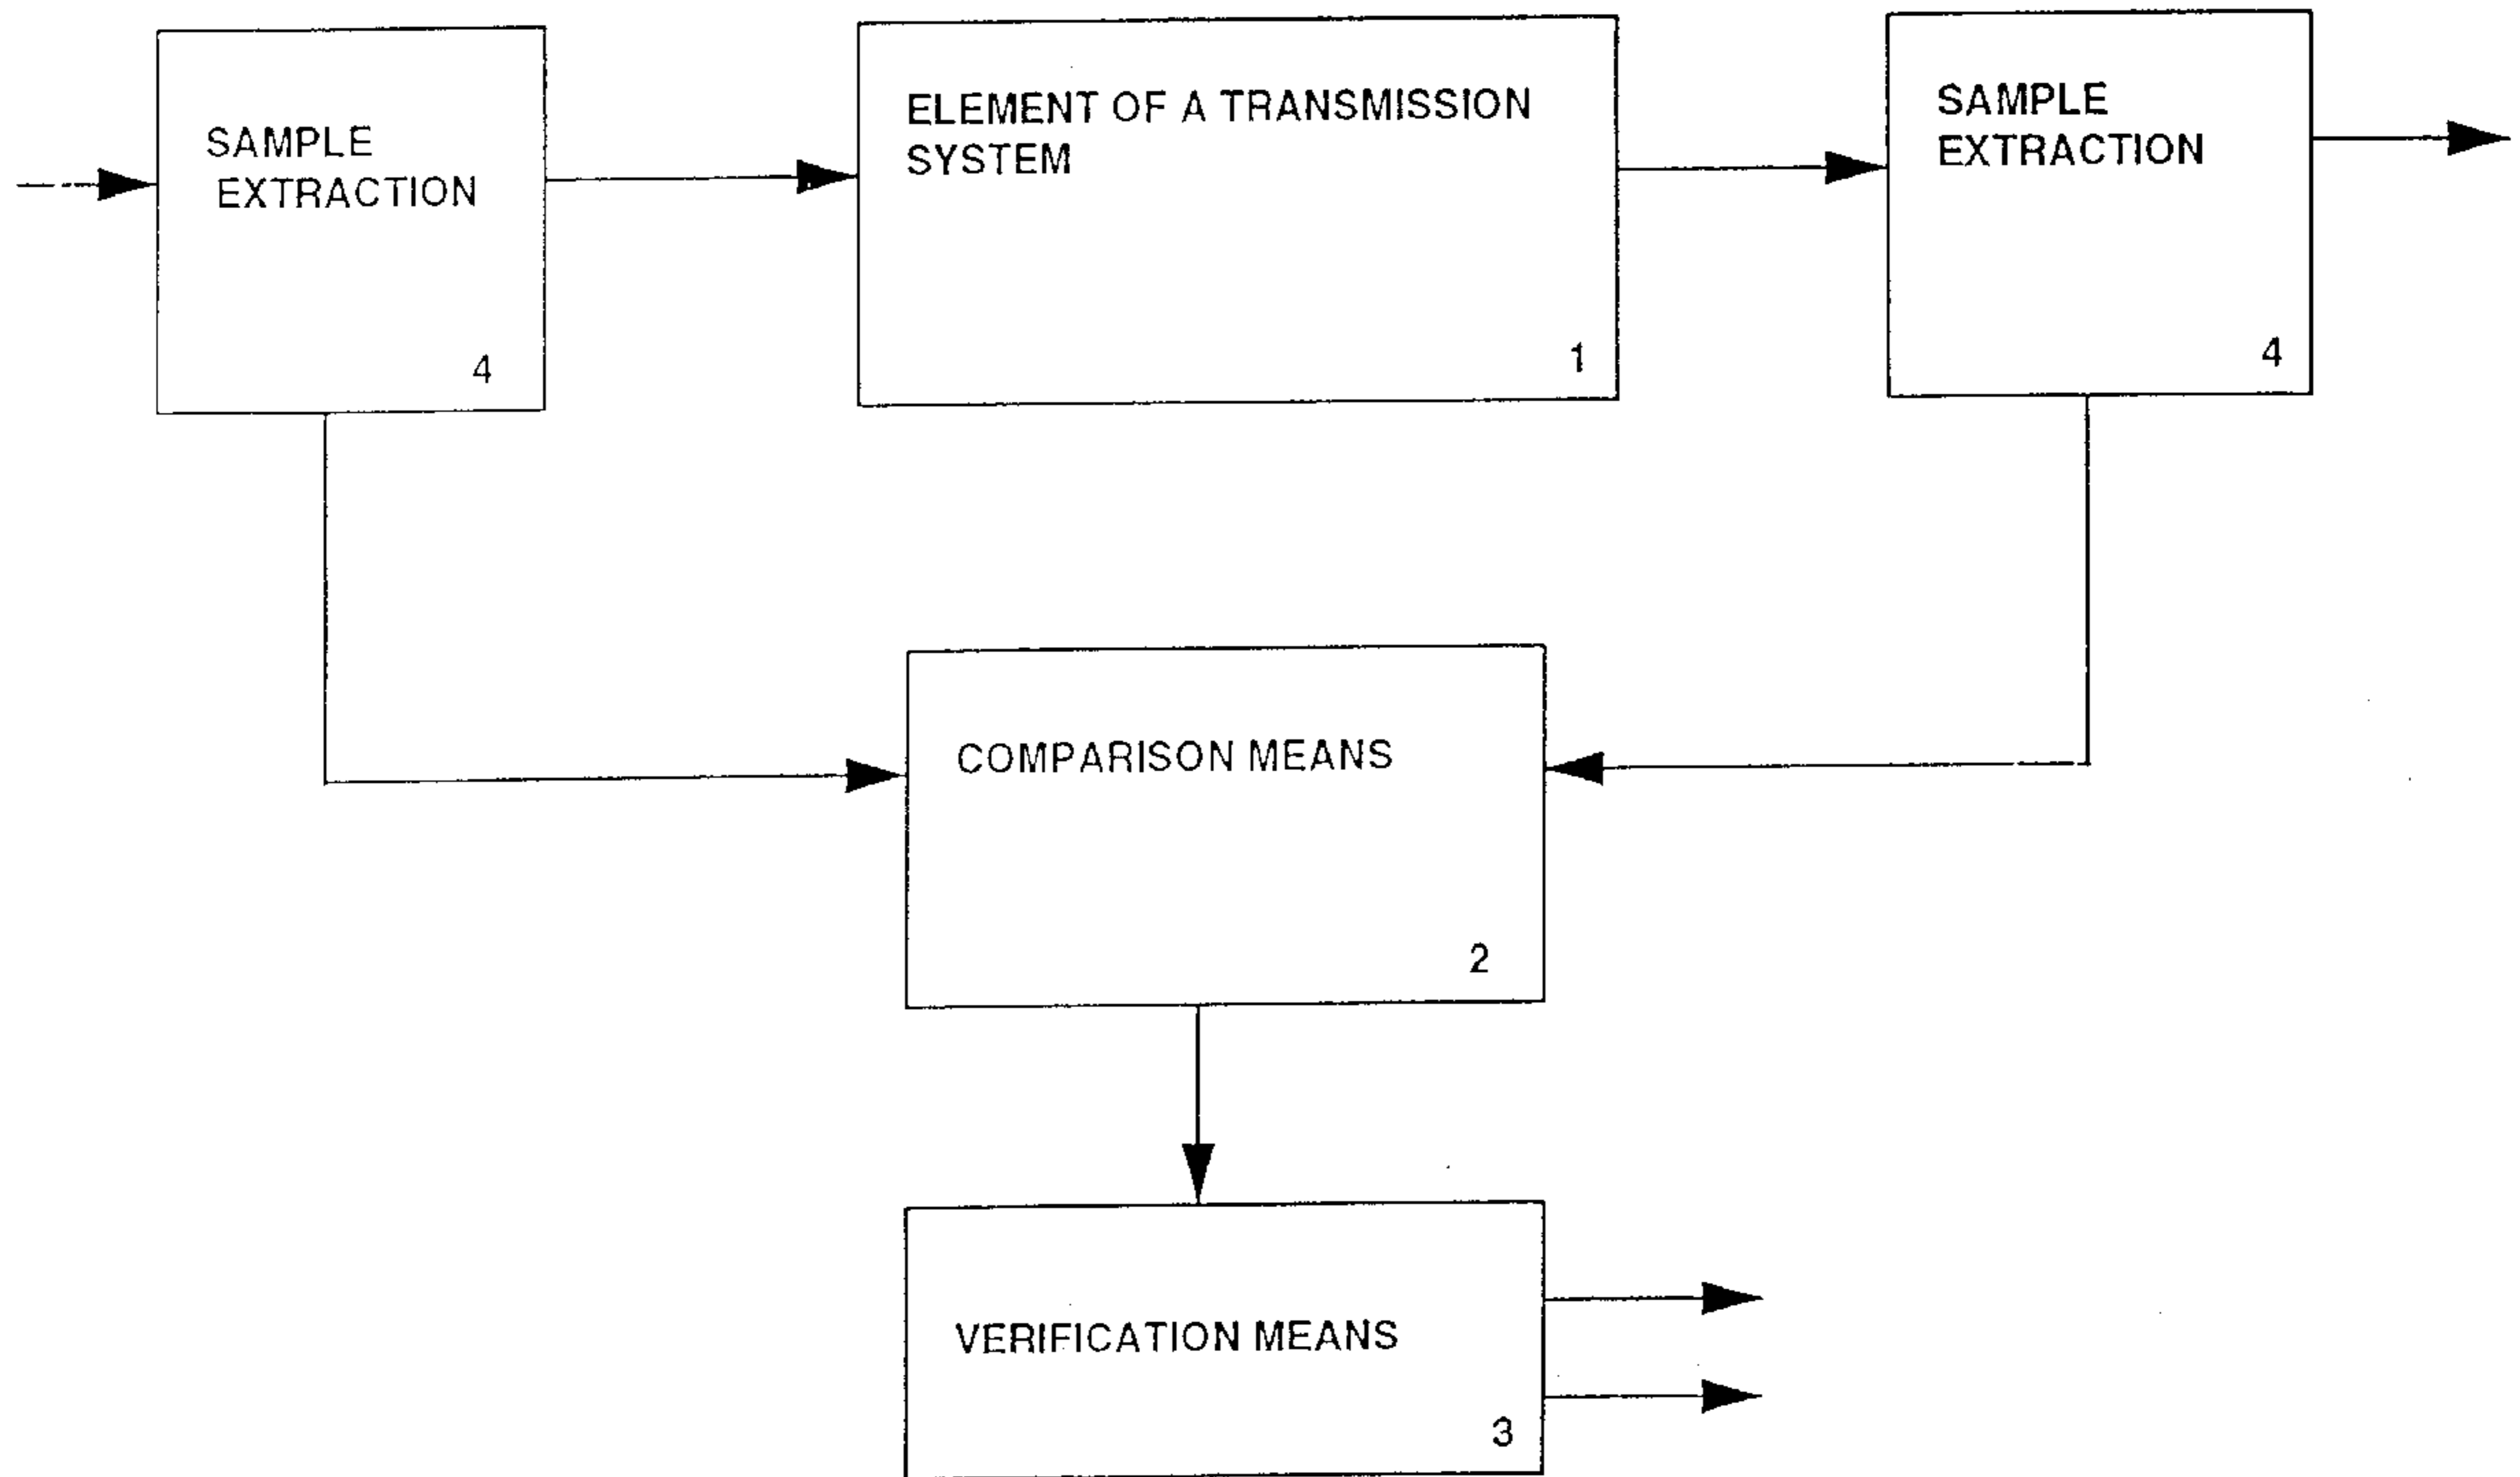 SAMPLE
EXTRACTION
4
ELEMENT OF A TRANSMISSION
SYSTEM
1
SAMPLE
EXTRACTION
4
COMPARISON MEANS
2
VERIFICATION MEANS
3